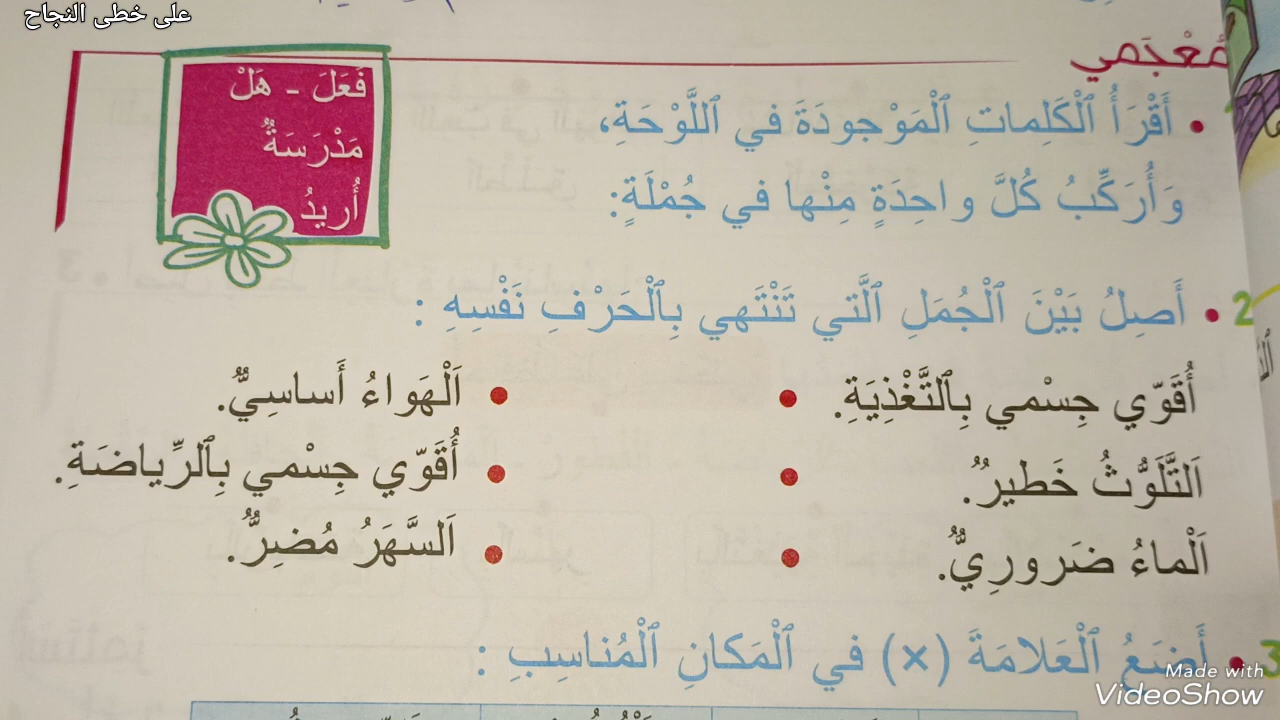 على خطى النجاح
مُعْجَمي
فَعَلَ - هَلْ
مَدْرَسَةٌ
أُريدُ
• أَقْرَأُ ٱلْكَلِماتِ ٱلْمَوْجودَةَ في ٱللَّوْحَةِ،
وَأُرَكِّبُ كُلَّ واحِدَةٍ مِنْها في جُمْلَةٍ:
2 • أَصِلُ بَيْنَ ٱلْجُمَلِ ٱلَّتي تَنْتَهي بِٱلْحَرْفِ نَفْسِهِ :
أُقَوّي جِسْمي بِٱلتَّغْذِيَةِ. • • اَلْهَواءُ أَساسِيٌّ.
اَلتَّلَوُّثُ خَطيرٌ. • • أُقَوّي جِسْمي بِٱلرِّياضَةِ.
اَلْماءُ ضَرورِيٌّ. • • اَلسَّهَرُ مُضِرٌّ.
3 • أَضَعُ ٱلْعَلامَةَ (×) في ٱلْمَكانِ ٱلْمُناسِبِ :
Made with
VideoShow